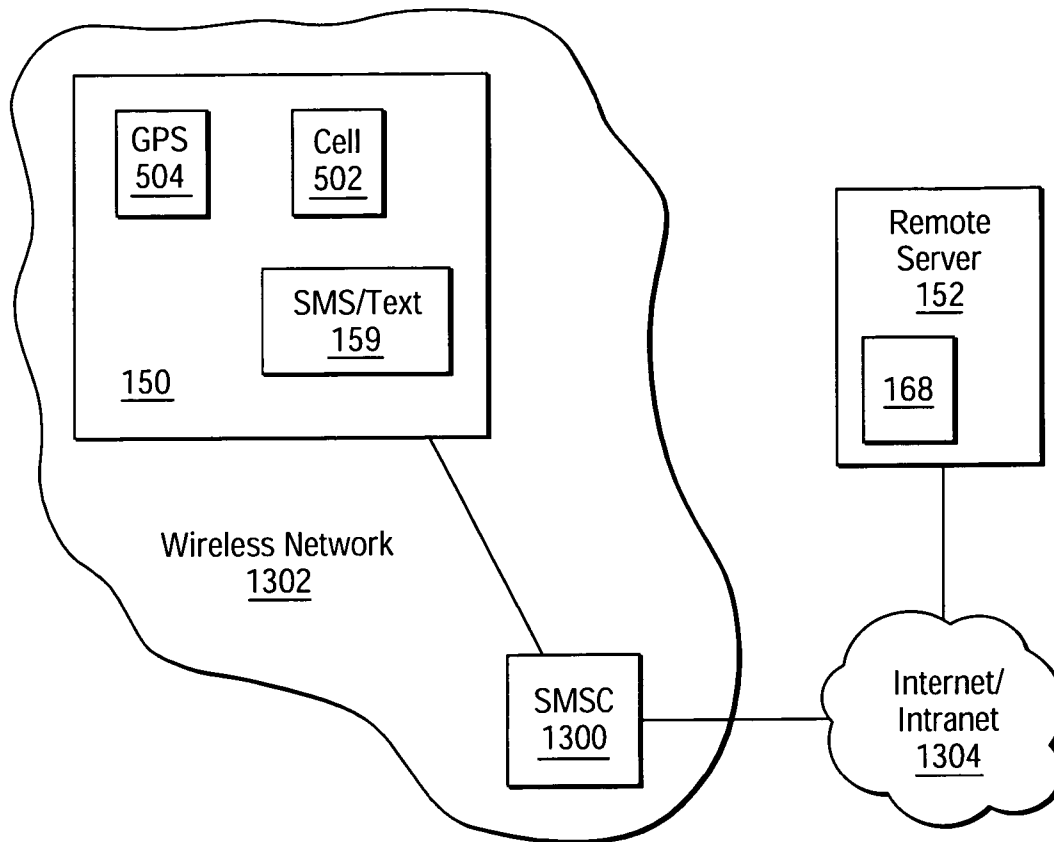 GPS
504
Cell
502
SMS/Text
159
150
Remote
Server
152
168
Wireless Network
1302
SMSC
1300
Internet/
Intranet
1304